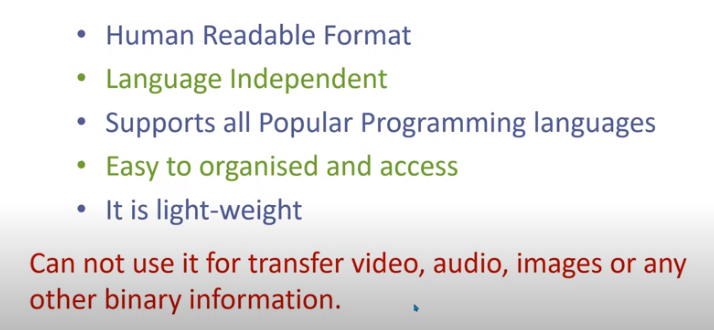 • Human Readable Format
• Language Independent
• Supports all Popular Programming languages
• Easy to organised and access
• It is light-weight
Can not use it for transfer video, audio, images or any
other binary information.